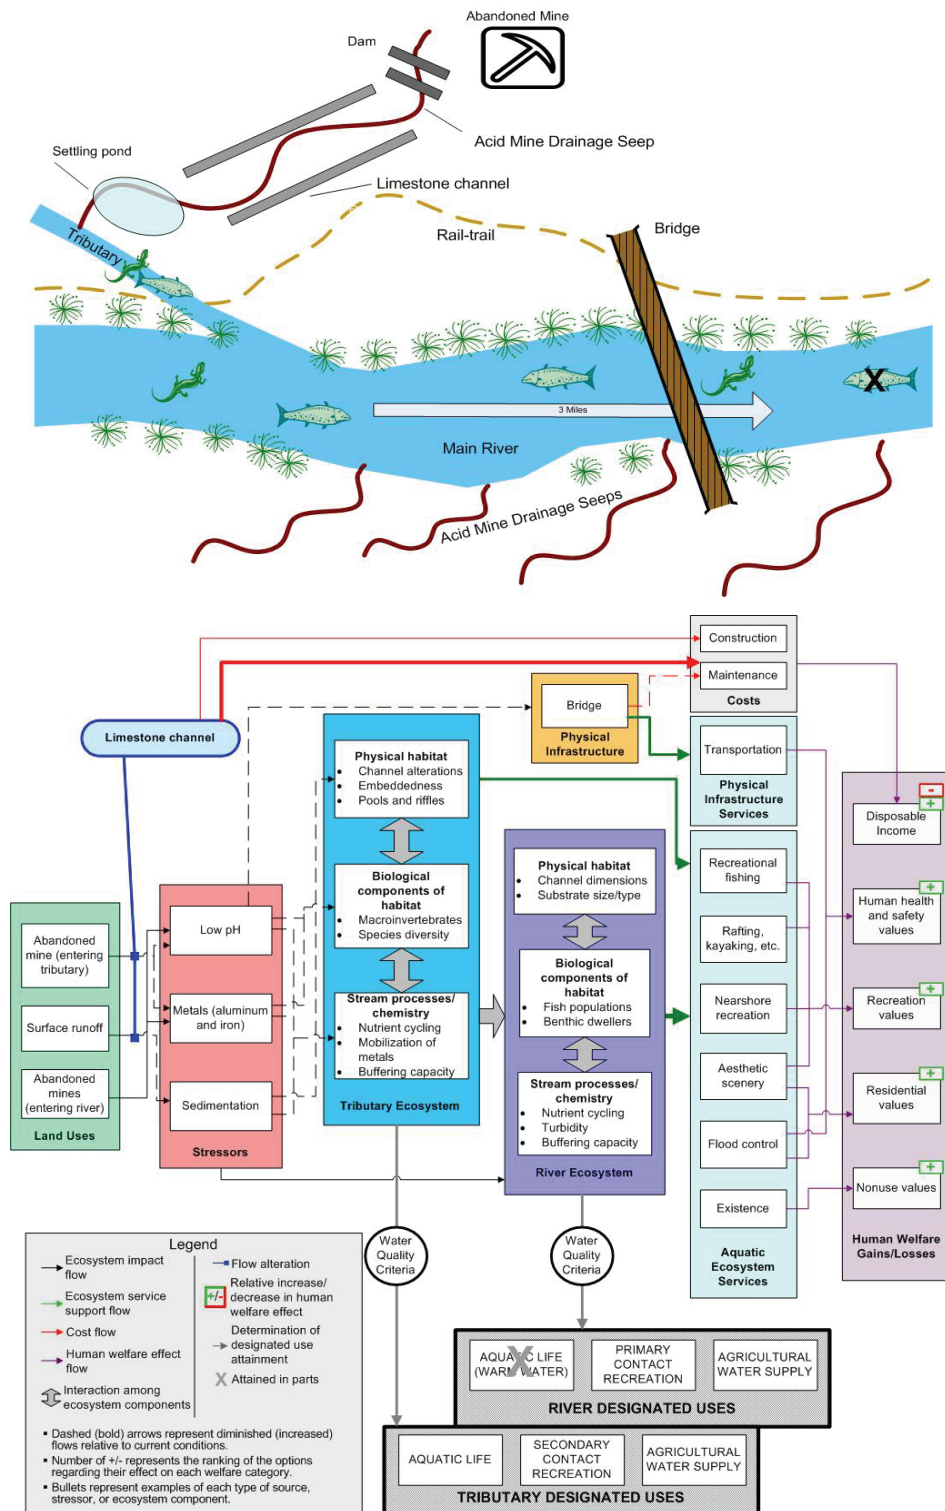 Abandoned Mine
Dam
Acid Mine Drainage Seep
Settling pond
Limestone channel
Rail-trail
Bridge
Tributary
3 Miles
Main River
Acid Mine Drainage Seeps
Construction
Maintenance
Costs
Bridge
Physical
Infrastructure
Limestone channel
Transportation
Physical
Infrastructure
Services
Physical habitat
• Channel alterations
• Embeddedness
• Pools and riffles
Biological
components of
habitat
• Macroinvertebrates
• Species diversity
Stream processes/
chemistry
• Nutrient cycling
• Mobilization of
metals
• Buffering capacity
Tributary Ecosystem
Physical habitat
• Channel dimensions
• Substrate size/type
Biological
components of
habitat
• Fish populations
• Benthic dwellers
Stream processes/
chemistry
• Nutrient cycling
• Turbidity
• Buffering capacity
River Ecosystem
Abandoned
mine (entering
tributary)
Surface runoff
Abandoned
mines
(entering river)
Land Uses
Low pH
Metals (aluminum
and iron)
Sedimentation
Stressors
Recreational
fishing
Rafting,
kayaking, etc.
Nearshore
recreation
Aesthetic
scenery
Flood control
Existence
Aquatic
Ecosystem
Services
-
+
Disposable
Income
+
Human health
and safety
values
+
Recreation
values
+
Residential
values
+
Nonuse values
Human Welfare
Gains/Losses
Water
Quality
Criteria
Water
Quality
Criteria
Legend
Ecosystem impact
flow
Ecosystem service
support flow
Cost flow
Human welfare effect
flow
Interaction among
ecosystem components
Flow alteration
+/-
Relative increase/
decrease in human
welfare effect
Determination of
designated use
attainment
X Attained in parts
▪ Dashed (bold) arrows represent diminished (increased)
flows relative to current conditions.
▪ Number of +/- represents the ranking of the options
regarding their effect on each welfare category.
▪ Bullets represent examples of each type of source,
stressor, or ecosystem component.
AQUATIC LIFE
(WARM WATER)
X
PRIMARY
CONTACT
RECREATION
AGRICULTURAL
WATER SUPPLY
RIVER DESIGNATED USES
AQUATIC LIFE
SECONDARY
CONTACT
RECREATION
AGRICULTURAL
WATER SUPPLY
TRIBUTARY DESIGNATED USES